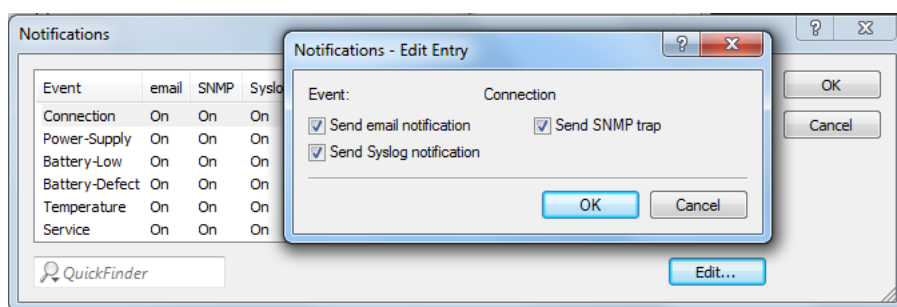 Notifications
Event email SNMP
Connection On On On
Power-Supply On On On
Battery-Low On On On
Battery-Defect On On On
Temperature On On On
Service On On On
QuickFinder
Edit...
OK
Cancel
Notifications - Edit Entry
Event: Connection
Send email notification Send SNMP trap
Send Syslog notification
OK Cancel